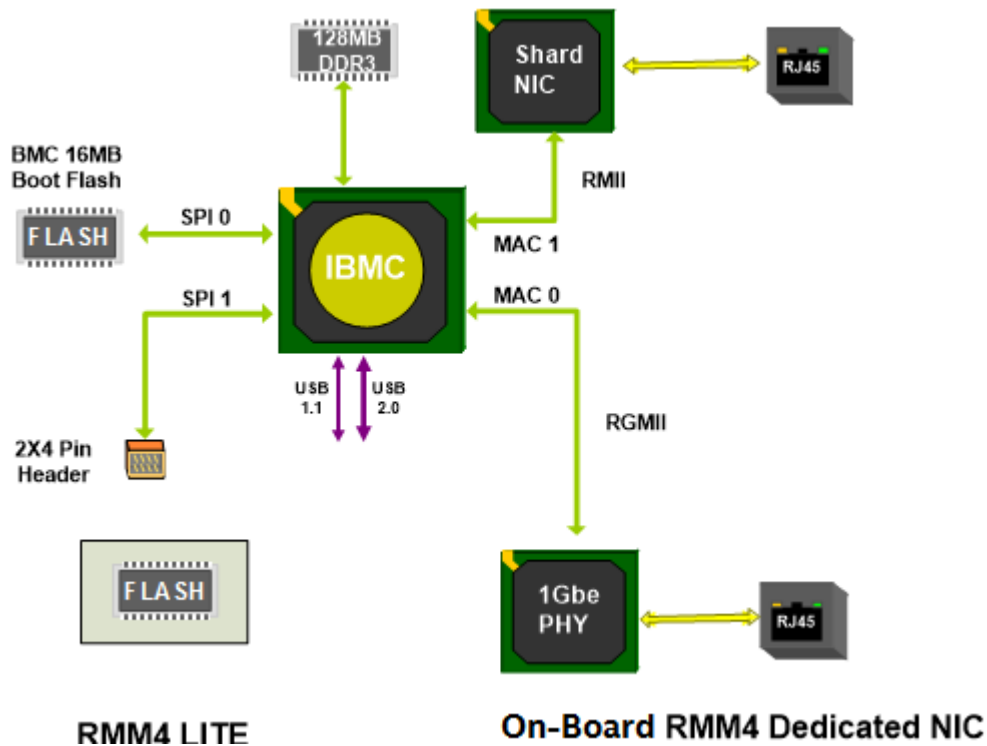 128MB
DDR3
Shard
NIC
RJ45
BMC 16MB
Boot Flash
FLASH
SPI 0
IBMC
RMII
MAC 1
SPI 1
MAC 0
USB
1.1
USB
2.0
RGMII
2X4 Pin
Header
FLASH
1Gbe
PHY
RJ45
RMM4 LITE
On-Board RMM4 Dedicated NIC